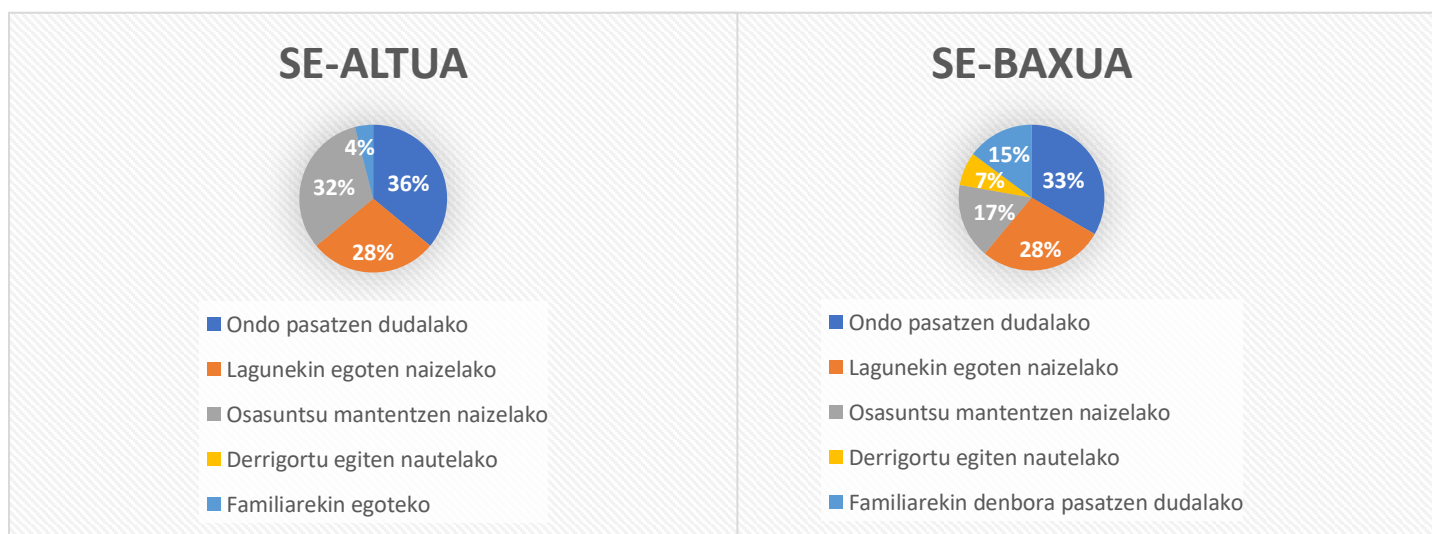 SE-ALTUA
4%
36%
32%
28%
Ondo pasatzen dudalako
Lagunekin egoten naizelako
Osasuntsu mantentzen naizelako
Derrigortu egiten nautelako
Familiarekin egoteko
SE-BAXUA
15%
33%
7%
17%
28%
Ondo pasatzen dudalako
Lagunekin egoten naizelako
Osasuntsu mantentzen naizelako
Derrigortu egiten nautelako
Familiarekin denbora pasatzen dudalako